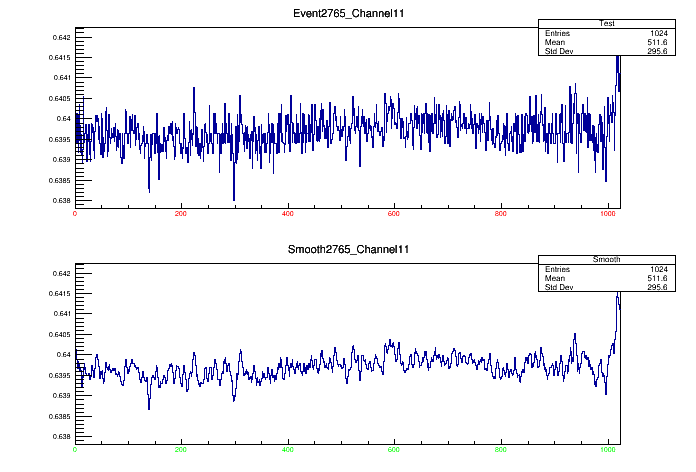 Event2765_Channel11
Test
Entries 1024
Mean 511.6
Std Dev 295.6
0.642
0.6415
0.641
0.6405
0.64
0.6395
0.639
0.6385
0.638
0 200 400 600 800 1000
Smooth2765_Channel11
Smooth
Entries 1024
Mean 511.6
Std Dev 295.6
0.642
0.6415
0.641
0.6405
0.64
0.6395
0.639
0.6385
0.638
0 200 400 600 800 1000